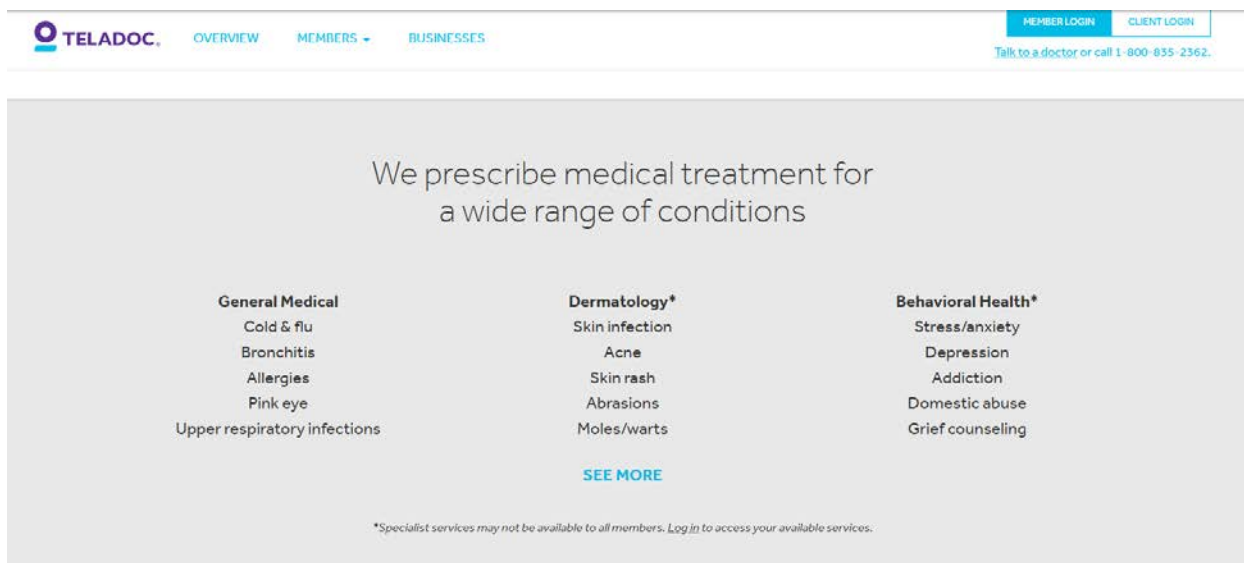 TELADOC. OVERVIEW MEMBERS BUSINESSES
MEMBER LOGIN CLIENT LOGIN
Talk to a doctor or call 1-800-835-2362.
We prescribe medical treatment for
a wide range of conditions
General Medical
Cold & flu
Bronchitis
Allergies
Pink eye
Upper respiratory infections
Dermatology*
Skin infection
Acne
Skin rash
Abrasions
Moles/warts
Behavioral Health*
Stress/anxiety
Depression
Addiction
Domestic abuse
Grief counseling
SEE MORE
*Specialist services may not be available to all members. Log in to access your available services.